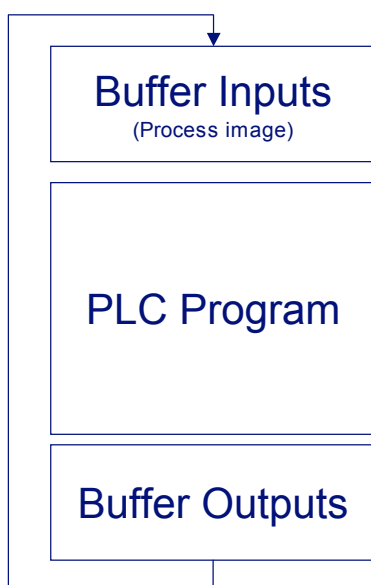 Buffer Inputs
(Process image)
PLC Program
Buffer Outputs